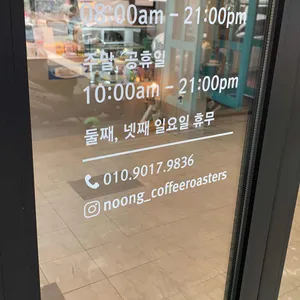 08:00am – 21:00pm
주말, 공휴일
10:00am – 21:00pm
둘째, 넷째 일요일 휴무
010.9017.9836
noong_coffeeroasters